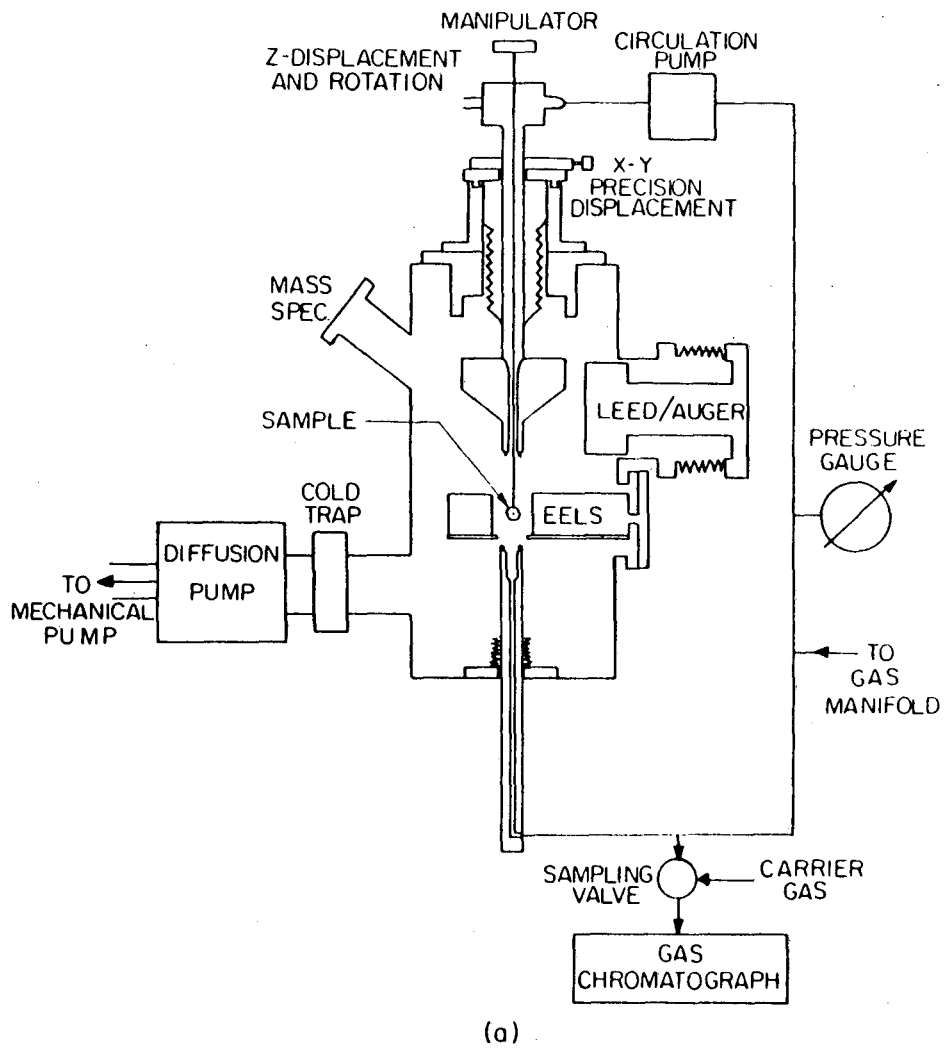 MANIPULATOR
Z-DISPLACEMENT
AND ROTATION
CIRCULATION
PUMP
X-Y
PRECISION
DISPLACEMENT
MASS
SPEC.
LEED/AUGER
SAMPLE
PRESSURE
GAUGE
COLD
TRAP
EELS
DIFFUSION
PUMP
TO
MECHANICAL
PUMP
TO
GAS
MANIFOLD
SAMPLING
VALVE
CARRIER
GAS
GAS
CHROMATOGRAPH
(a)